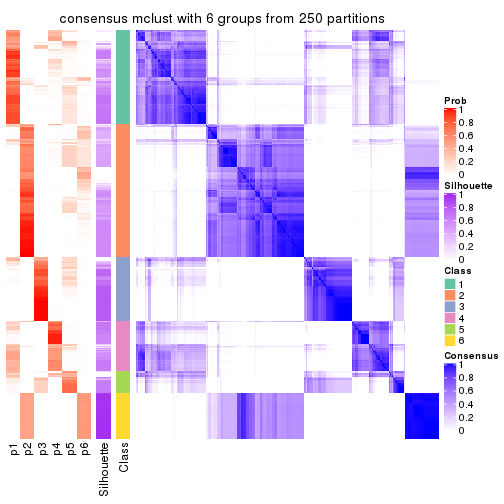 consensus mclust with 6 groups from 250 partitions
Prob
1
0.8
0.6
0.4
0.2
0
Silhouette
1
0.8
0.6
0.4
0.2
0
Class
1
2
3
4
5
6
Consensus
1
0.8
0.6
0.4
0.2
0
p1
p2
p3
p4
p5
p6
Silhouette
Class